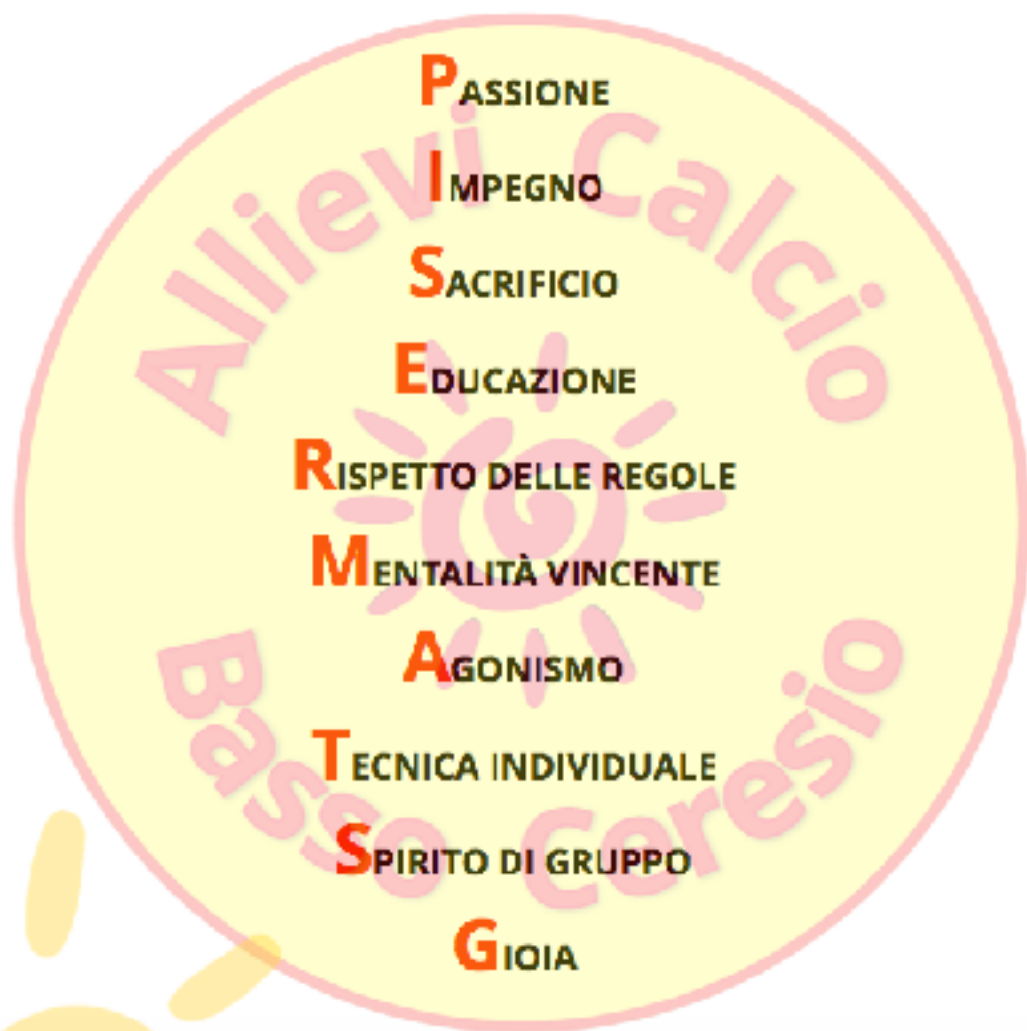 PASSIONE
IMPEGNO
SACRIFICIO
EDUCAZIONE
RISPETTO DELLE REGOLE
MENTALITÀ VINCENTE
AGONISMO
TECNICA INDIVIDUALE
SPIRITO DI GRUPPO
GIOIA
Allievi Calcio
Basso Ceresio